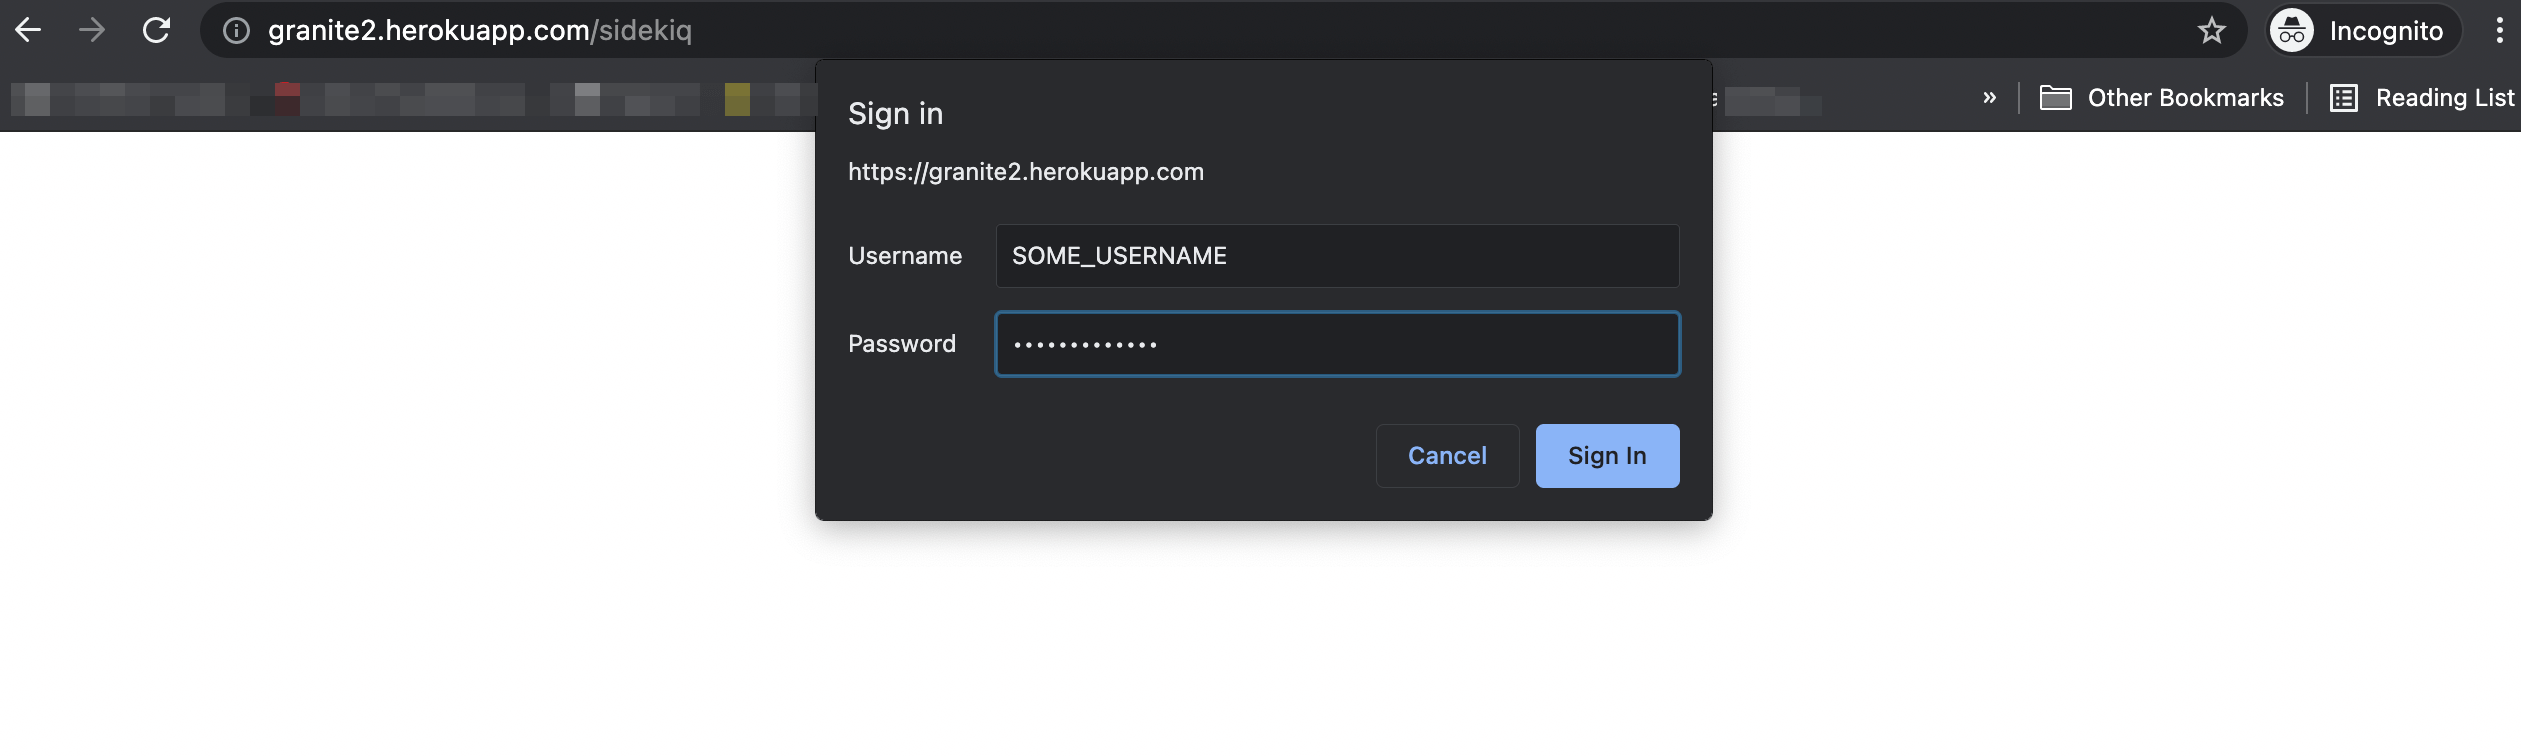 granite2.herokuapp.com/sidekiq
Incognito
» Other Bookmarks Reading List
Sign in
https://granite2.herokuapp.com
Username SOME_USERNAME
Password •••••••••••••
Cancel Sign In